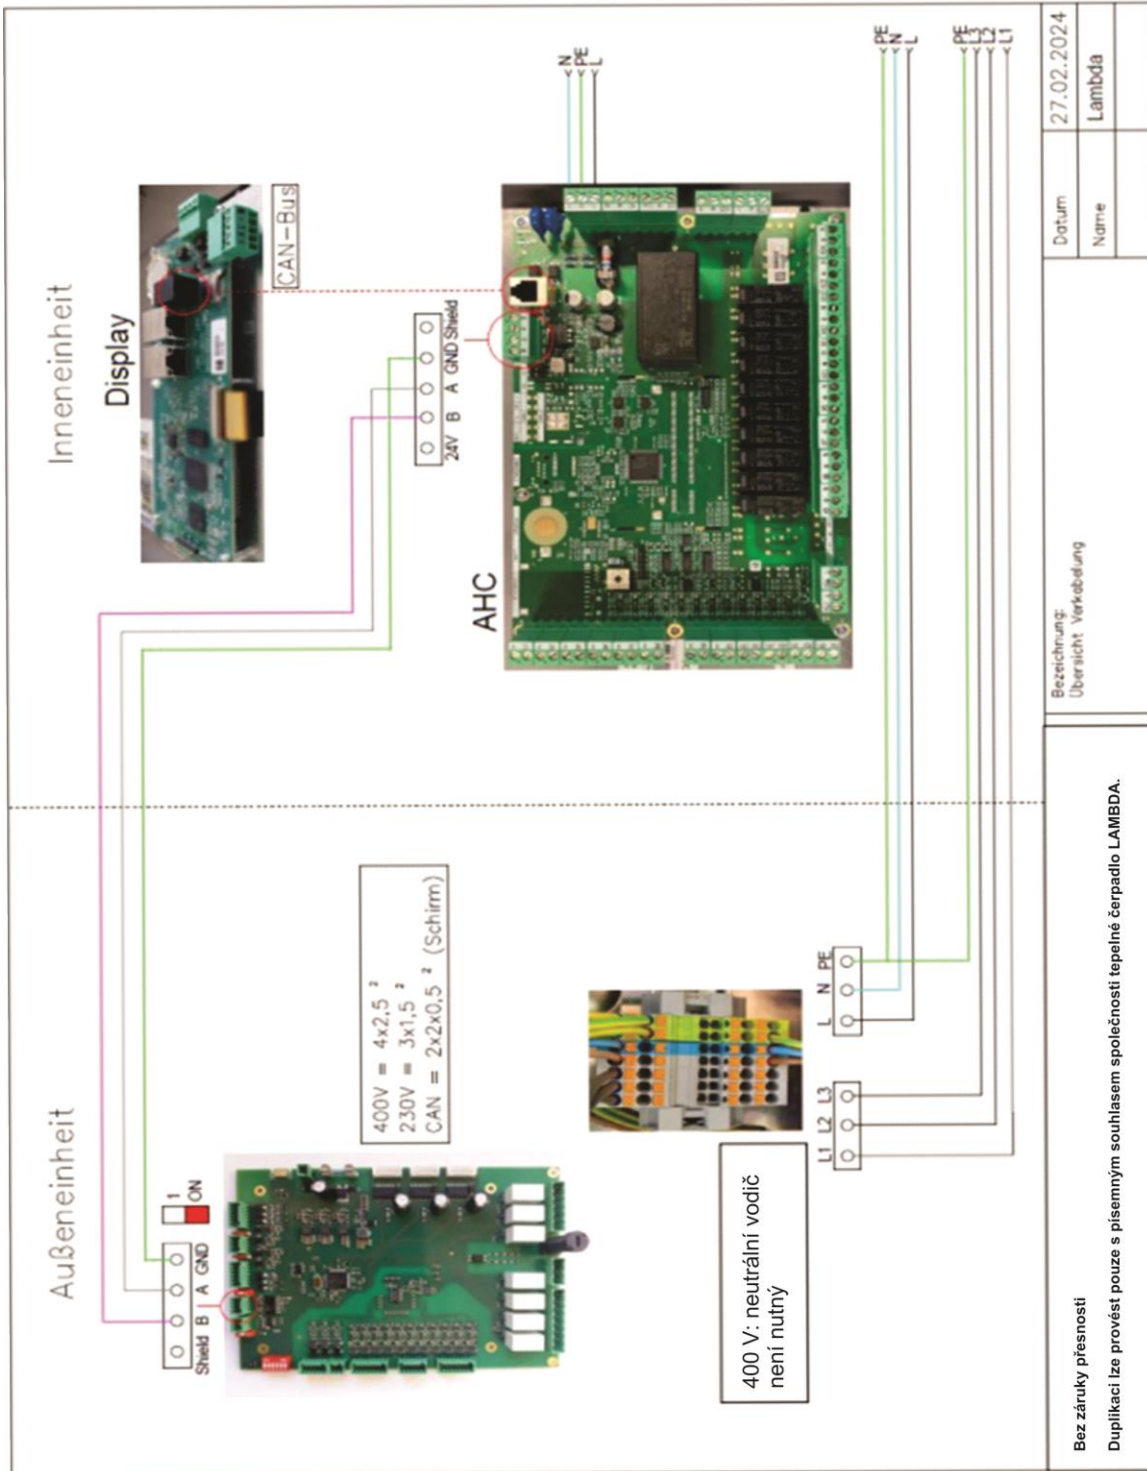 Außeneinheit
Inneneinheit
Shield B A GND
1
ON
Display
CAN-Bus
24V B A GND Shield
AHC
400V = 4x2,5 ²
230V = 3x1,5 ²
CAN = 2x2x0,5 ² (Schirm)
N
PE
L
400 V: neutrální vodič
není nutný
L1 L2 L3
L N PE
PE
N
L
PE
L3
L2
L1
Bez záruky přesnosti
Duplikaci lze provést pouze s písemným souhlasem společnosti tepelné čerpadlo LAMBDA.
Bezeichnung:
Übersicht Verkabelung
Datum
27.02.2024
Name
Lambda